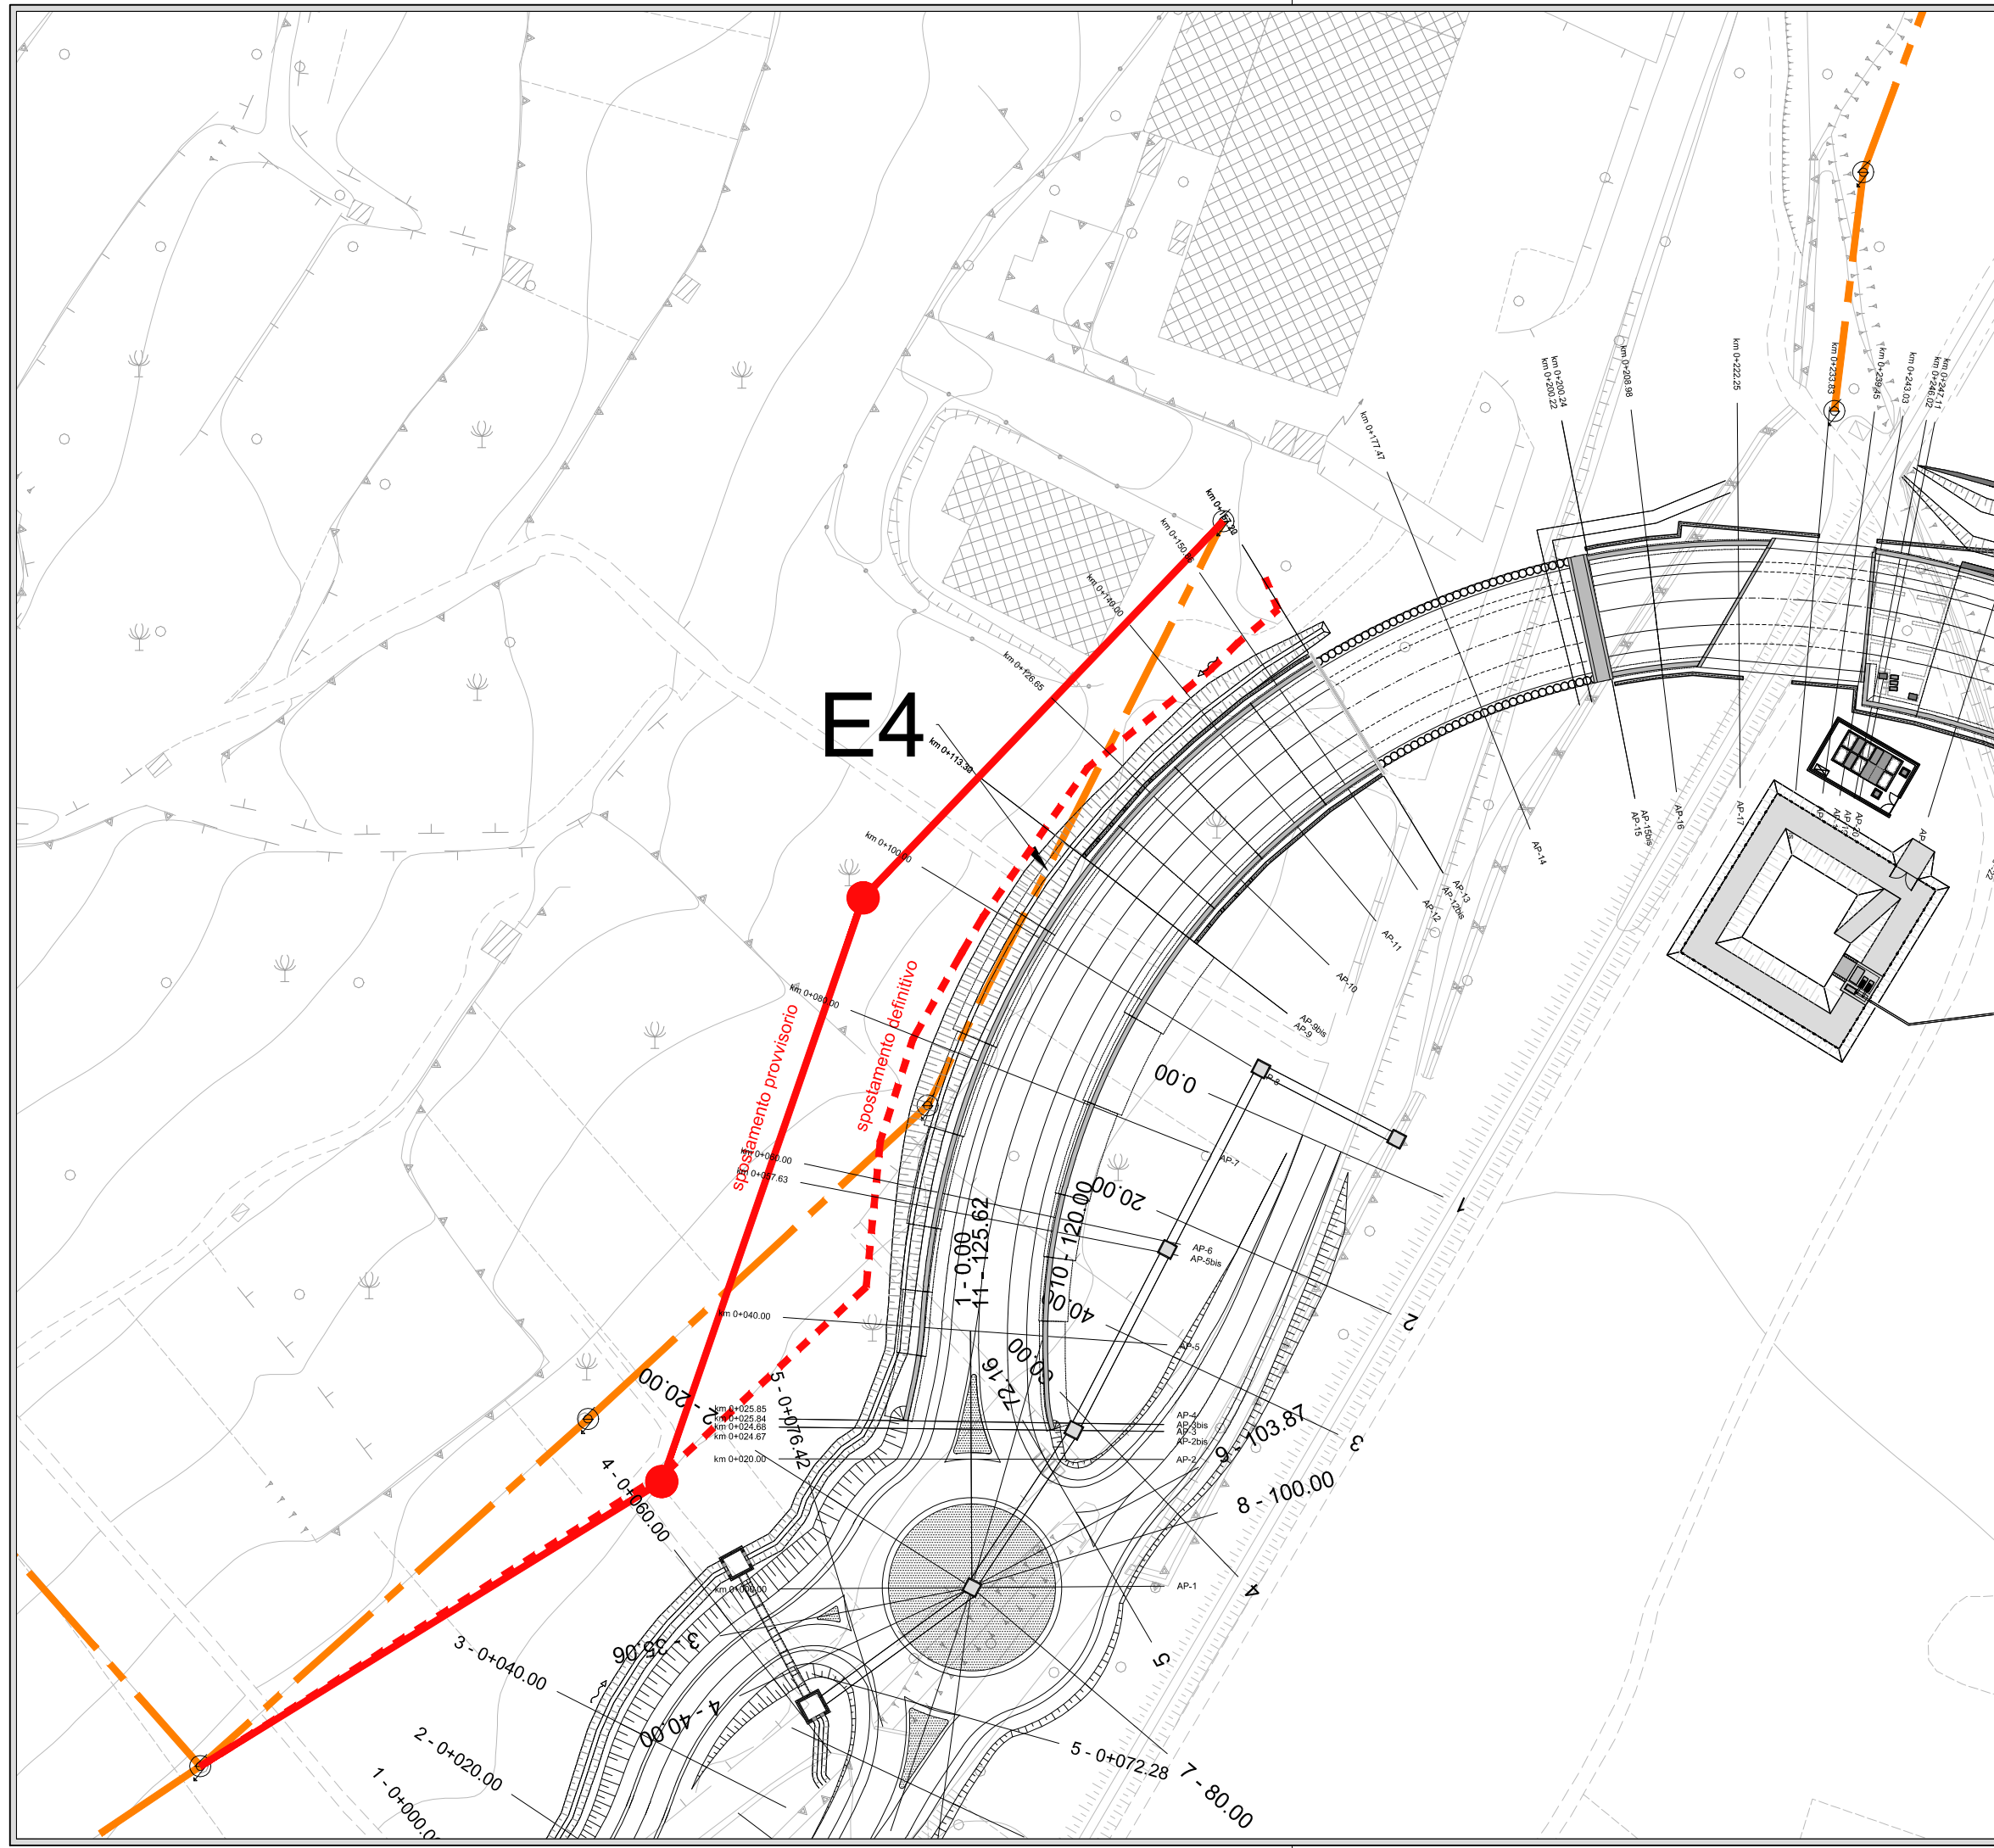 km 0+200.24
km 0+200.22
km 0+208.98
km 0+222.25
km 0+233.83
km 0+239.45
km 0+243.03
km 0+247.11
km 0+246.02
km 0+177.47
km 0+150.
km 0+140.00
km 0+126.65
E4
km 0+113.30
km 0+100.00
km 0+080.00
spostamento provvisorio
spostamento definitivo
km 0+060.00
km 0+057.63
km 0+040.00
km 0+025.85
km 0+025.84
km 0+024.68
km 0+024.67
km 0+020.00
km 0+000.00
AP-15bis
AP-15
AP-16
AP-17
AP-20
AP-14
AP-13
AP-12bis
AP-12
AP-11
AP-10
AP-9bis
AP-9
AP-8
AP-7
AP-6
AP-5bis
AP-5
AP-4
AP-3bis
AP-3
AP-2bis
AP-2
AP-1
0.00
20.00
40.00
60.00
72.16
1
2
3
4
5
1 - 0.00
11 - 125.62
10 - 120.00
9 - 103.87
8 - 100.00
7 - 80.00
5 - 0+072.28
5 - 0+076.42
4 - 0+060.00
2 - 20.00
3 - 35.06
4 - 40.00
3 - 0+040.00
2 - 0+020.00
1 - 0+000.0